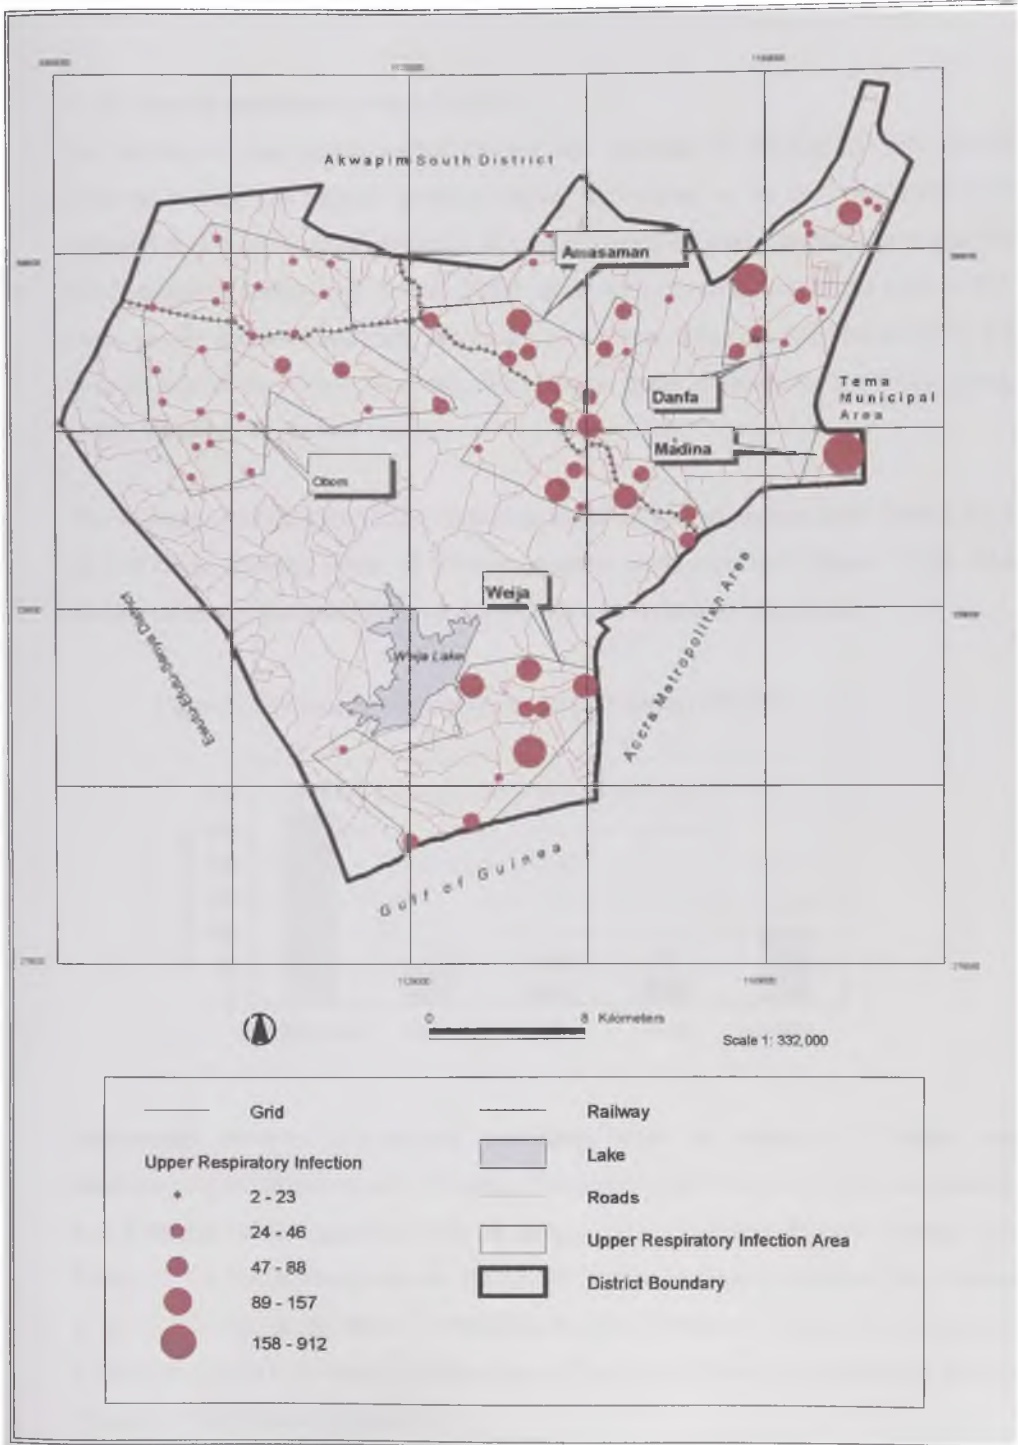 Akwapim South District
Amasaman
Danfa
Tema
Municipal
Area
Madina
Obom
Weija
Weija Lake
District
Accra Metropolitan Area
Gulf of Guinea
0 8 Kilometers
Scale 1: 332,000
Grid
Upper Respiratory Infection
2 - 23
24 - 46
47 - 88
89 - 157
158 - 912
Railway
Lake
Roads
Upper Respiratory Infection Area
District Boundary